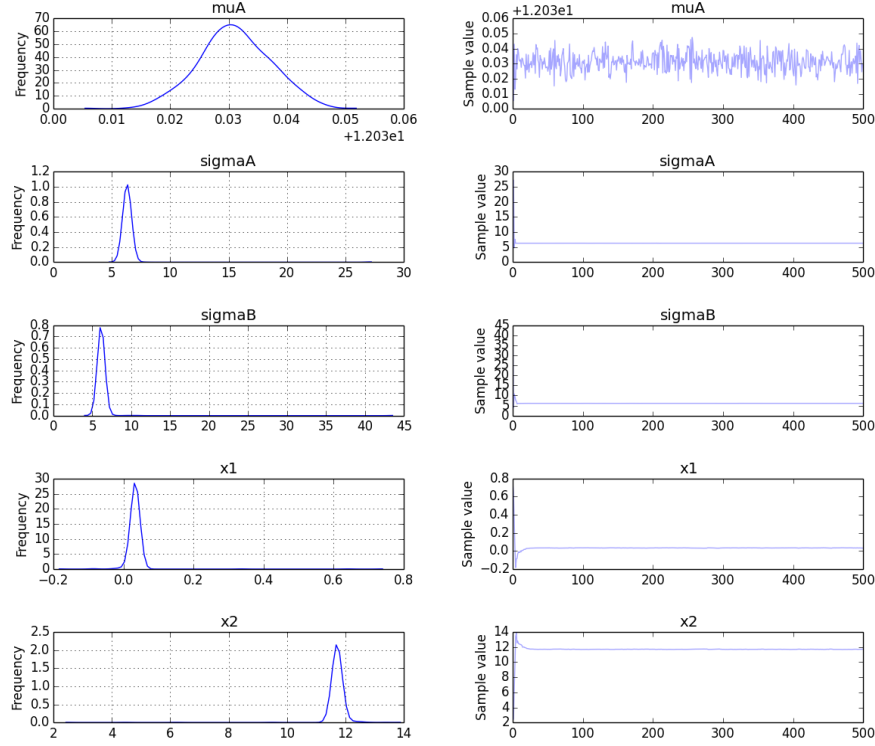 muA
70
60
50
40
30
20
10
0
Frequency
0.00 0.01 0.02 0.03 0.04 0.05 0.06
+1.203e1
muA
+1.203e1
0.06
0.05
0.04
0.03
0.02
0.01
0.00
Sample value
0 100 200 300 400 500
sigmaA
1.2
1.0
0.8
0.6
0.4
0.2
0.0
Frequency
0 5 10 15 20 25 30
sigmaA
30
25
20
15
10
5
0
Sample value
0 100 200 300 400 500
sigmaB
0.8
0.7
0.6
0.5
0.4
0.3
0.2
0.1
0.0
Frequency
0 5 10 15 20 25 30 35 40 45
sigmaB
45
40
35
30
25
20
15
10
5
0
Sample value
0 100 200 300 400 500
x1
30
25
20
15
10
5
0
Frequency
−0.2 0.0 0.2 0.4 0.6 0.8
x1
0.8
0.6
0.4
0.2
0.0
−0.2
Sample value
0 100 200 300 400 500
x2
2.5
2.0
1.5
1.0
0.5
0.0
Frequency
2 4 6 8 10 12 14
x2
14
12
10
8
6
4
2
Sample value
0 100 200 300 400 500